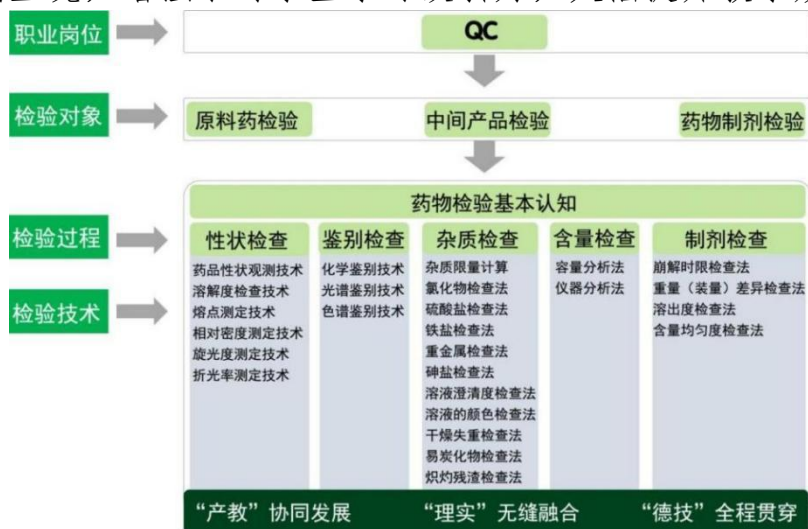 职业岗位
QC
检验对象
原料药检验
中间产品检验
药物制剂检验
药物检验基本认知
检验过程
检验技术
性状检查
药品性状观测技术
溶解度检查技术
熔点测定技术
相对密度测定技术
旋光度测定技术
折光率测定技术
鉴别检查
化学鉴别技术
光谱鉴别技术
色谱鉴别技术
杂质检查
杂质限量计算
氯化物检查法
硫酸盐检查法
铁盐检查法
重金属检查法
砷盐检查法
溶液澄清度检查法
溶液的颜色检查法
干燥失重检查法
易炭化物检查法
炽灼残渣检查法
含量检查
容量分析法
仪器分析法
制剂检查
崩解时限检查法
重量（装量）差异检查法
溶出度检查法
含量均匀度检查法
“产教”协同发展
“理实”无缝融合
“德技”全程贯穿